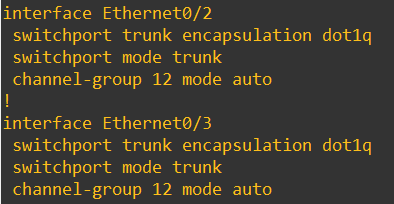 interface Ethernet0/2
 switchport trunk encapsulation dot1q
 switchport mode trunk
 channel-group 12 mode auto
!
interface Ethernet0/3
 switchport trunk encapsulation dot1q
 switchport mode trunk
 channel-group 12 mode auto